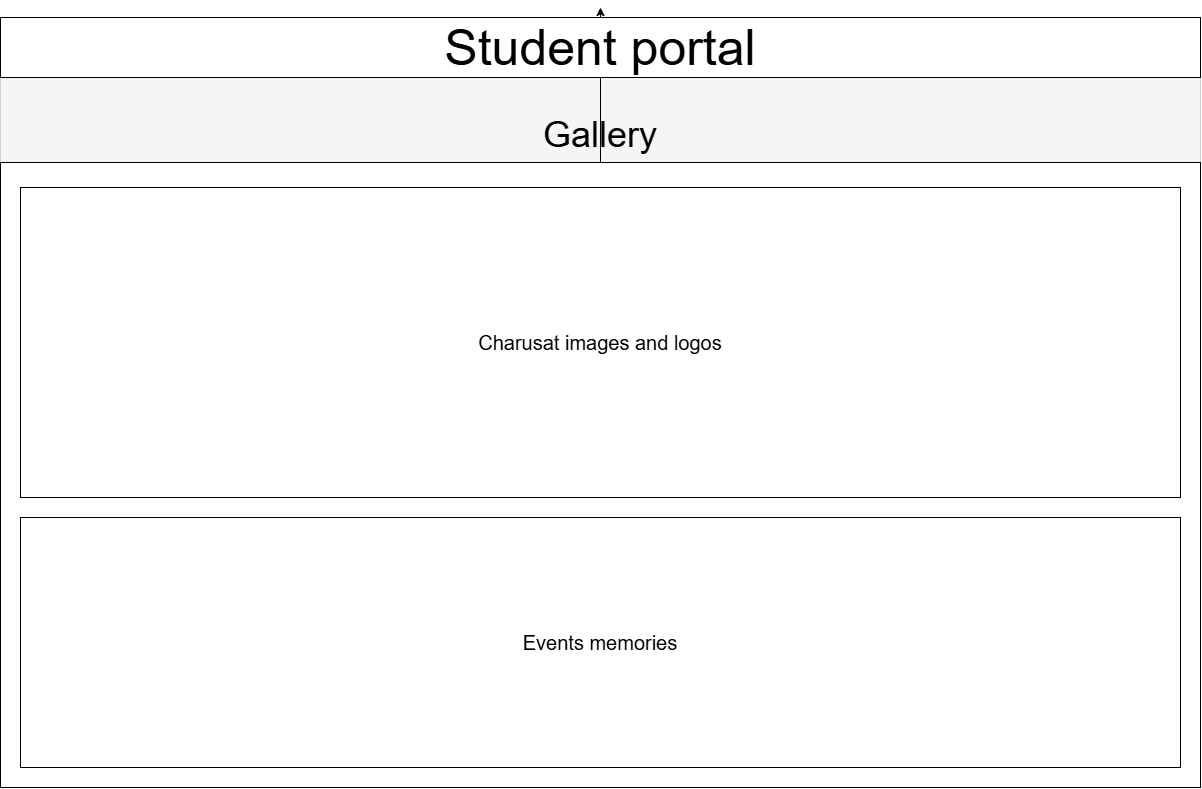 Student portal
Gallery
Charusat images and logos
Events memories